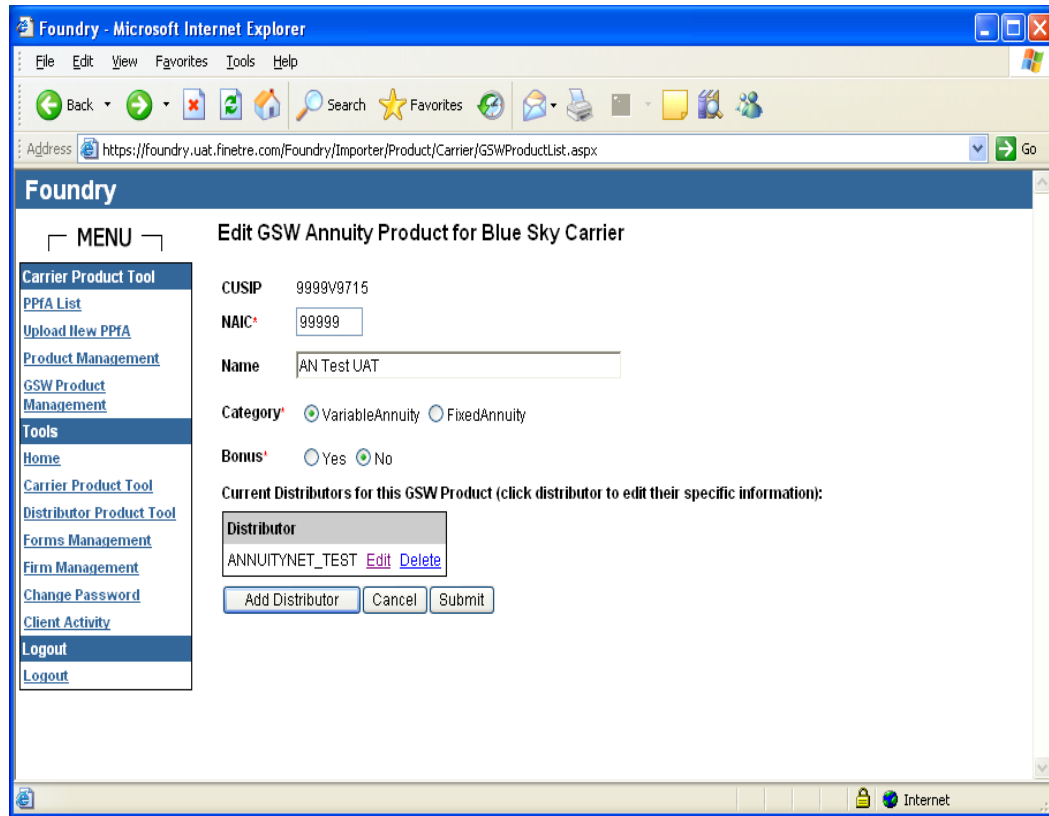 Foundry - Microsoft Internet Explorer
File Edit View Favorites Tools Help
Back Search Favorites
Address https://foundry.uat.finetre.com/Foundry/Importer/Product/Carrier/GSWProductList.aspx Go
Foundry
MENU
Carrier Product Tool
PPfA List
Upload New PPfA
Product Management
GSW Product
Management
Tools
Home
Carrier Product Tool
Distributor Product Tool
Forms Management
Firm Management
Change Password
Client Activity
Logout
Logout
Edit GSW Annuity Product for Blue Sky Carrier
CUSIP 9999V9715
NAIC* 99999
Name AN Test UAT
Category* VariableAnnuity FixedAnnuity
Bonus* Yes No
Current Distributors for this GSW Product (click distributor to edit their specific information):
Distributor
ANNUITYNET_TEST Edit Delete
Add Distributor Cancel Submit
Internet